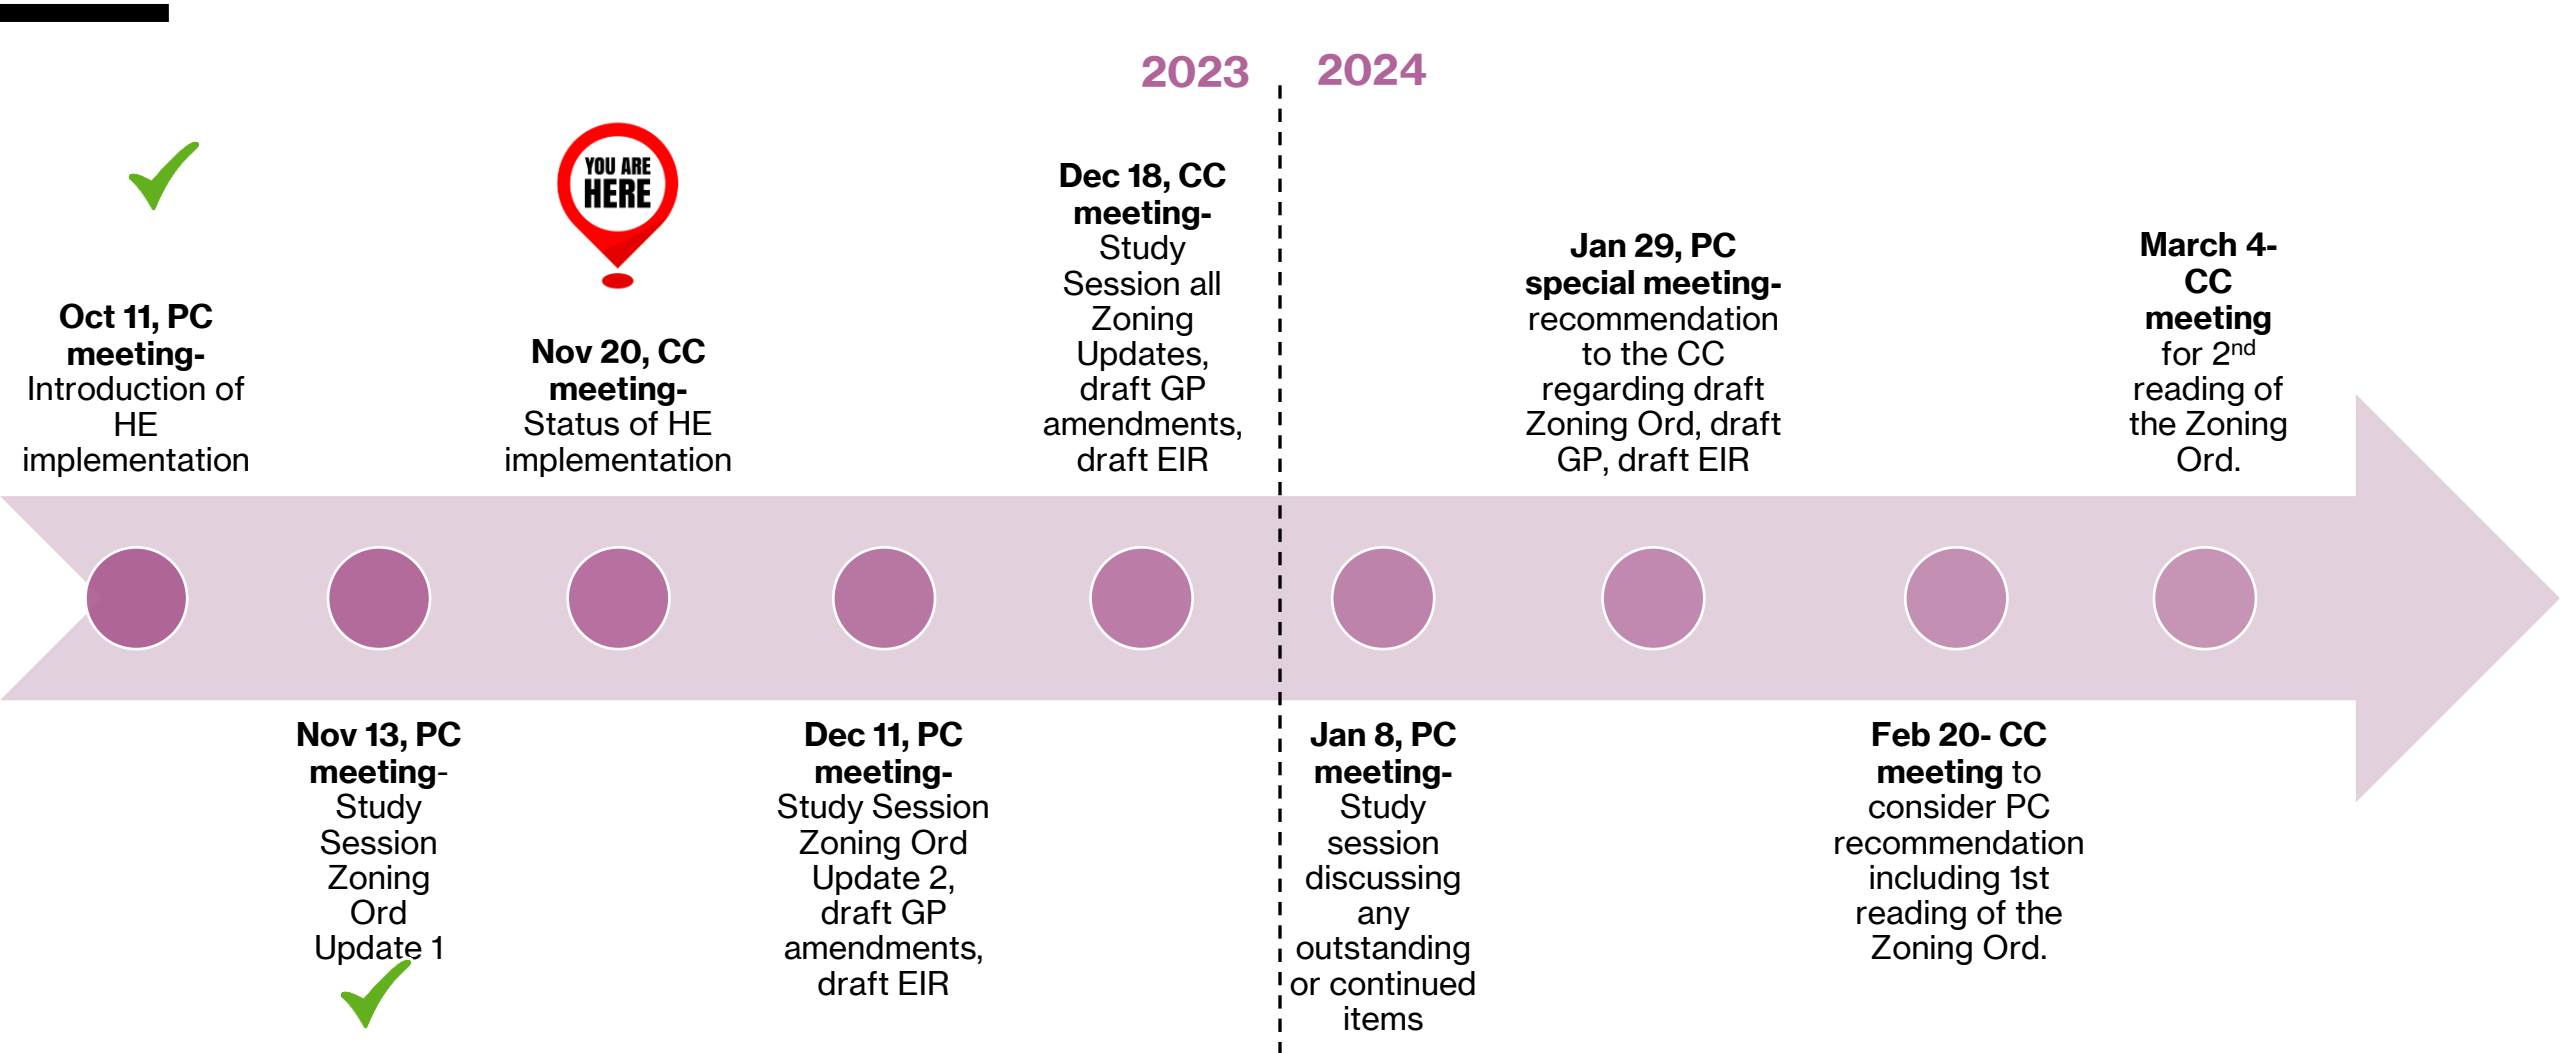 2023
2024
YOU ARE
HERE
Oct 11, PC
meeting-
Introduction of
HE
implementation
Nov 13, PC
meeting-
Study
Session
Zoning
Ord
Update 1
Nov 20, CC
meeting-
Status of HE
implementation
Dec 11, PC
meeting-
Study Session
Zoning Ord
Update 2,
draft GP
amendments,
draft EIR
Dec 18, CC
meeting-
Study
Session all
Zoning
Updates,
draft GP
amendments,
draft EIR
Jan 8, PC
meeting-
Study
session
discussing
any
outstanding
or continued
items
Jan 29, PC
special meeting-
recommendation
to the CC
regarding draft
Zoning Ord, draft
GP, draft EIR
Feb 20- CC
meeting to
consider PC
recommendation
including 1st
reading of the
Zoning Ord.
March 4-
CC
meeting
for 2nd
reading of
the Zoning
Ord.